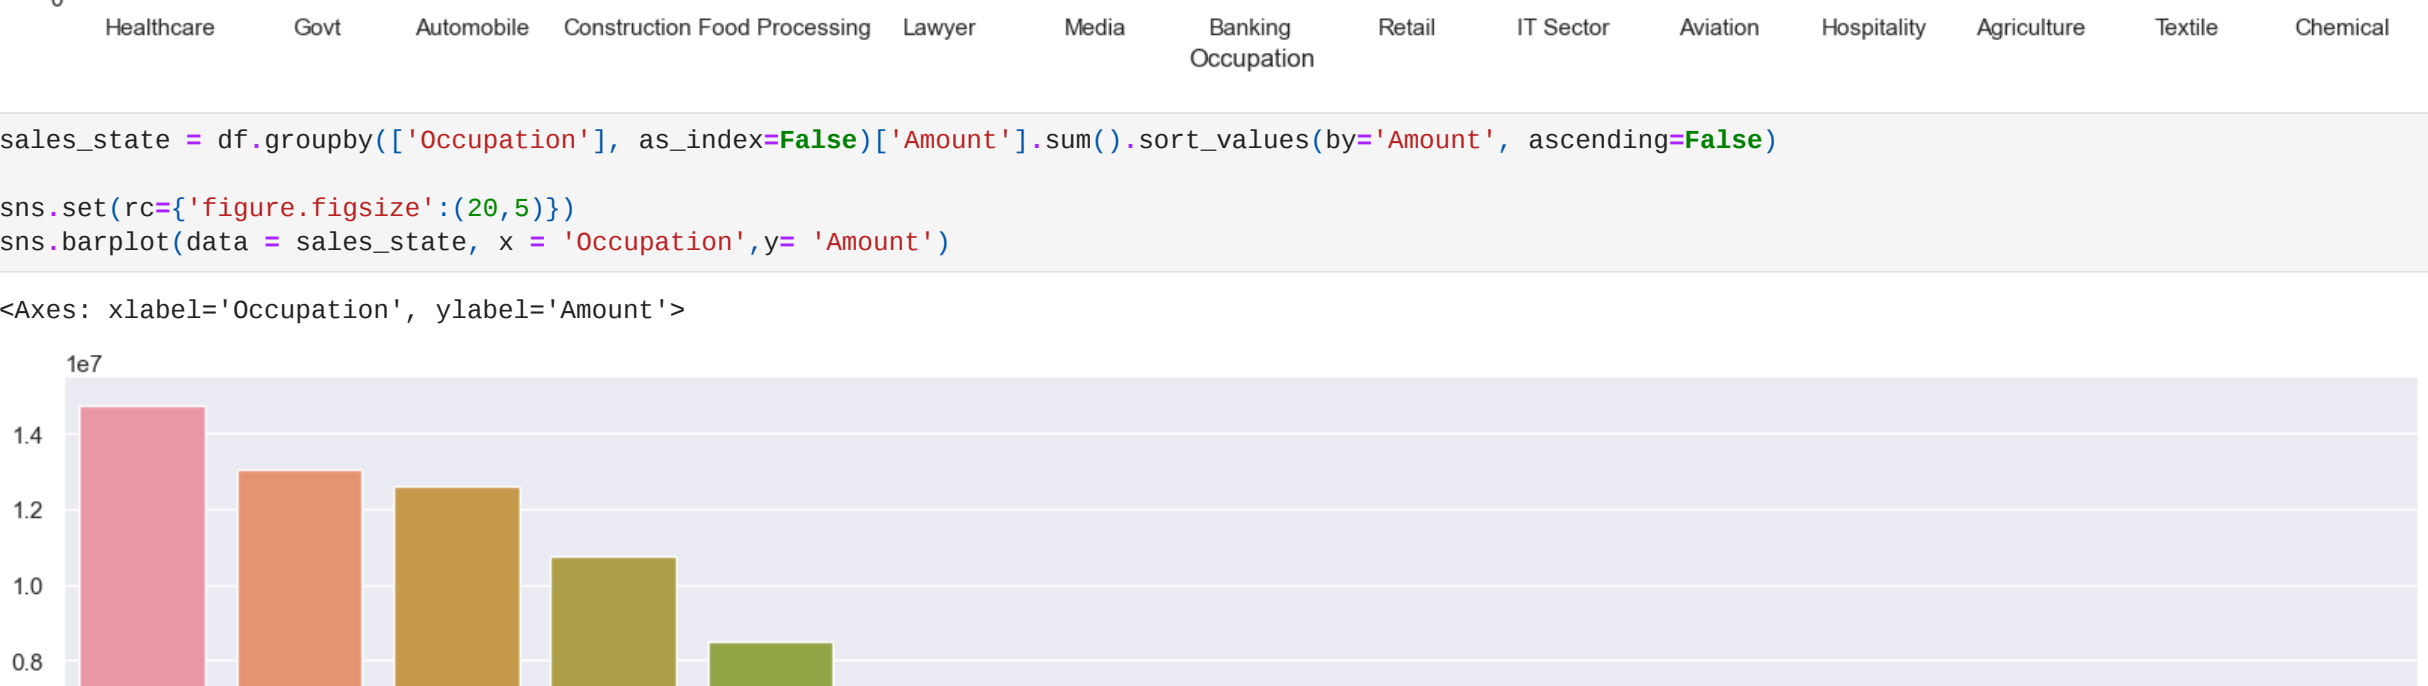 0
Healthcare Govt Automobile Construction Food Processing Lawyer Media Banking Retail IT Sector Aviation Hospitality Agriculture Textile Chemical
Occupation
sales_state = df.groupby(['Occupation'], as_index=False)['Amount'].sum().sort_values(by='Amount', ascending=False)
sns.set(rc={'figure.figsize':(20,5)})
sns.barplot(data = sales_state, x = 'Occupation',y= 'Amount')
<Axes: xlabel='Occupation', ylabel='Amount'>
1e7
1.4
1.2
1.0
0.8